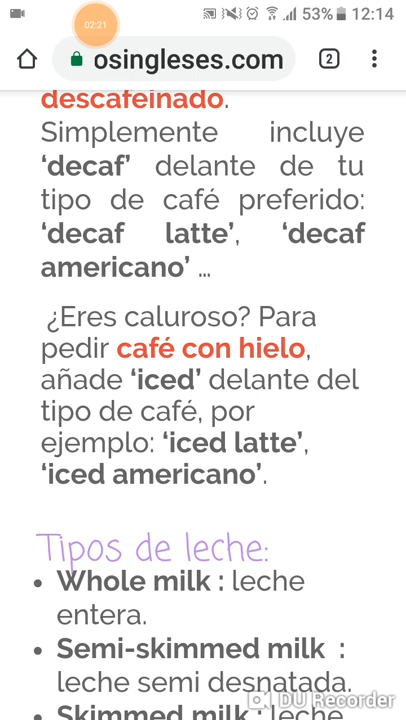 02:21
53% 12:14
osingleses.com
2
descafeinado.
Simplemente incluye
‘decaf’ delante de tu
tipo de café preferido:
‘decaf latte’, ‘decaf
americano’ ...
¿Eres caluroso? Para
pedir café con hielo,
añade ‘iced’ delante del
tipo de café, por
ejemplo: ‘iced latte’,
‘iced americano’.
Tipos de leche:
• Whole milk : leche
entera.
• Semi-skimmed milk :
leche semi desnatada.
DU Recorder
• Skimmed milk : leche